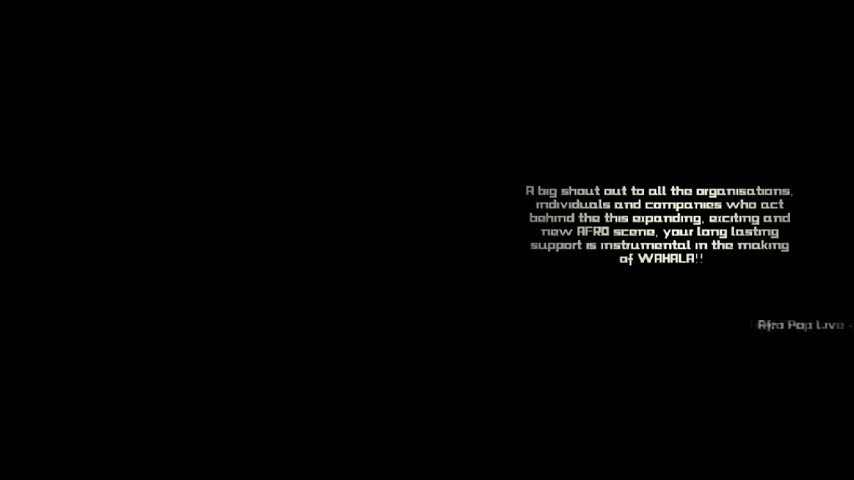 A big shout out to all the organisations,
individuals and companies who act
behind the this expanding, exciting and
new AFRO scene, your long lasting
support is instrumental in the making
of WAHALA!!
Afro Pop Live